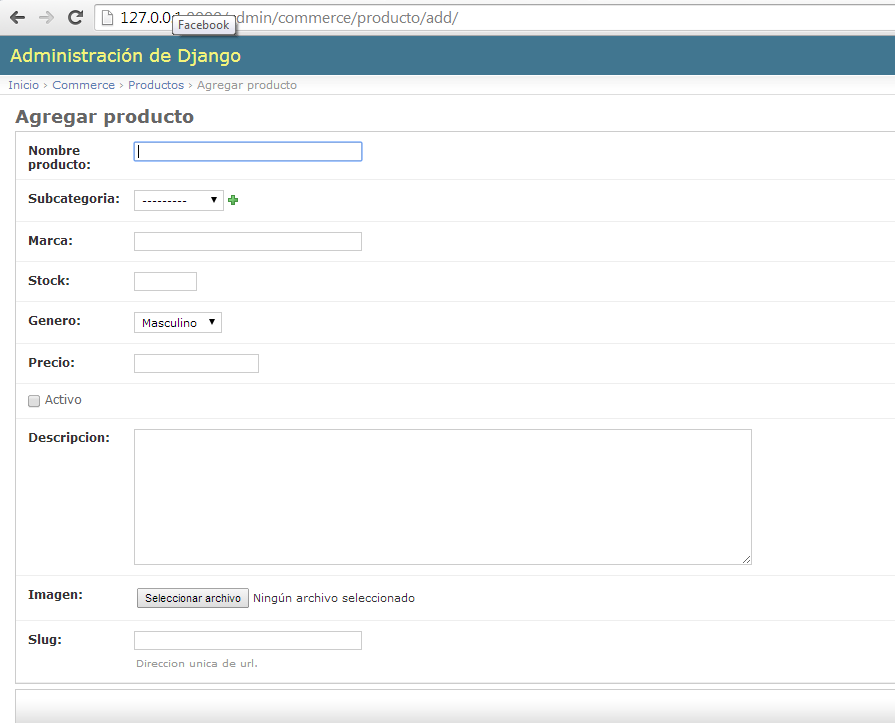 127.0.0.1 admin/commerce/producto/add/
Facebook
Administración de Django
Inicio › Commerce › Productos › Agregar producto
Agregar producto
Nombre
producto:
Subcategoria: ---------
Marca:
Stock:
Genero: Masculino
Precio:
Activo
Descripcion:
Imagen: Seleccionar archivo Ningún archivo seleccionado
Slug:
Direccion unica de url.